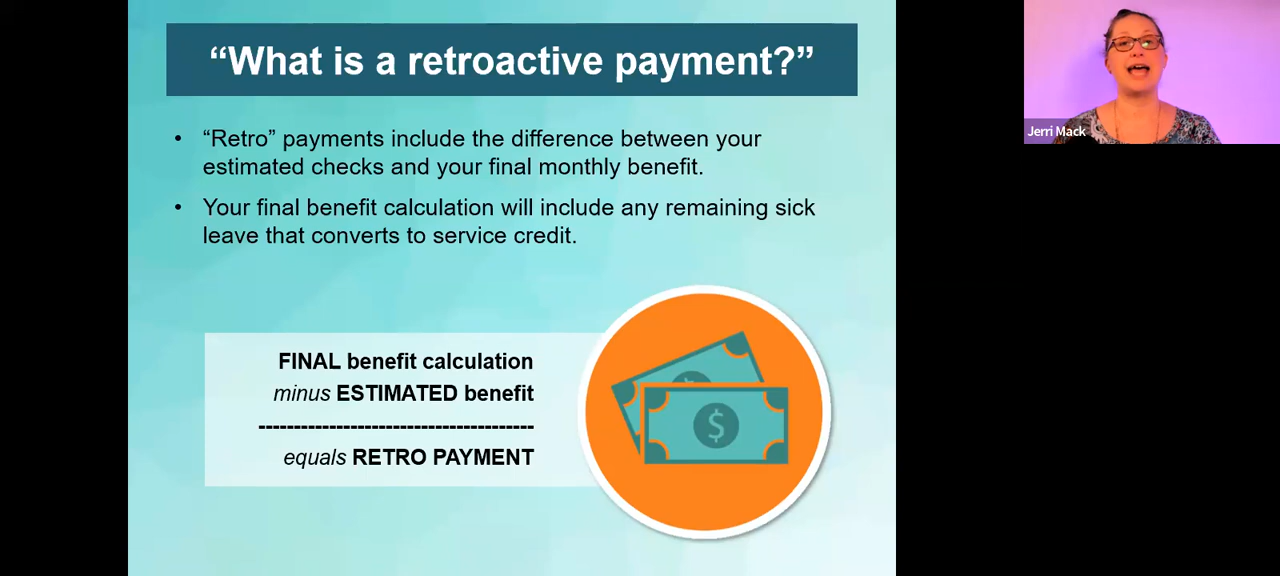 “What is a retroactive payment?”
• “Retro” payments include the difference between your
estimated checks and your final monthly benefit.
• Your final benefit calculation will include any remaining sick
leave that converts to service credit.
FINAL benefit calculation
minus ESTIMATED benefit
---------------------------------------
equals RETRO PAYMENT
$
Jerri Mack